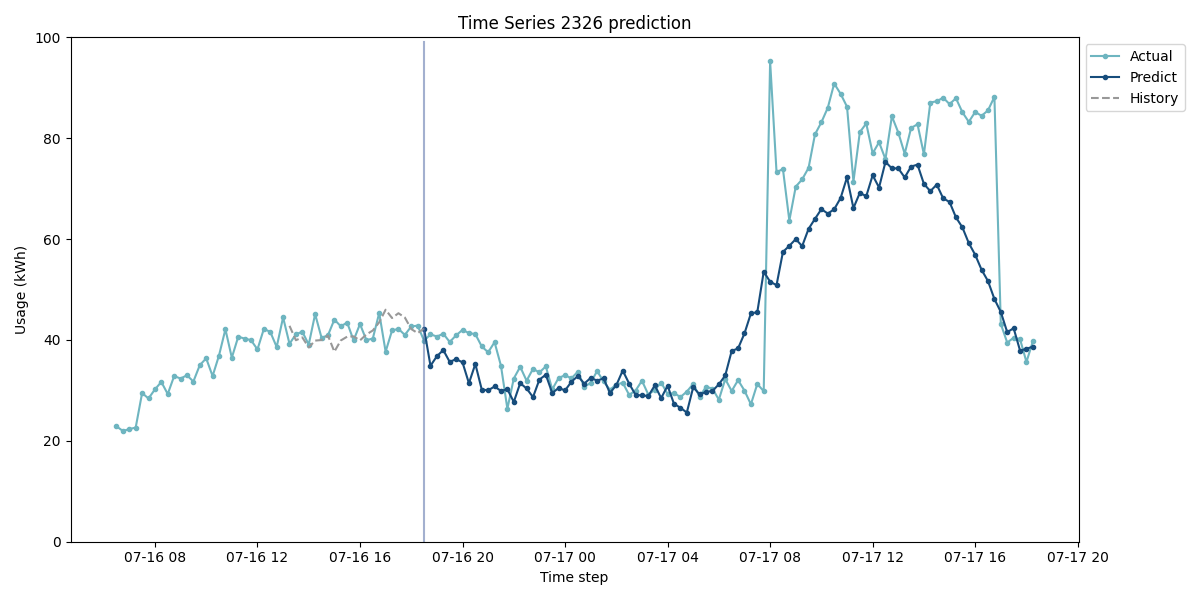 Time Series 2326 prediction
100
80
60
40
20
0
Usage (kWh)
07-16 08
07-16 12
07-16 16
07-16 20
07-17 00
07-17 04
07-17 08
07-17 12
07-17 16
07-17 20
Time step
Actual
Predict
History